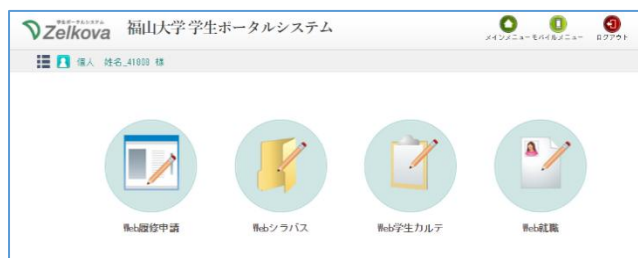 学生ポータルシステム
Zelkova 福山大学 学生ポータルシステム
メインメニュー モバイルメニュー ログアウト
個人 姓名_41000 様
Web履修申請 Webシラバス Web学生カルテ Web就職